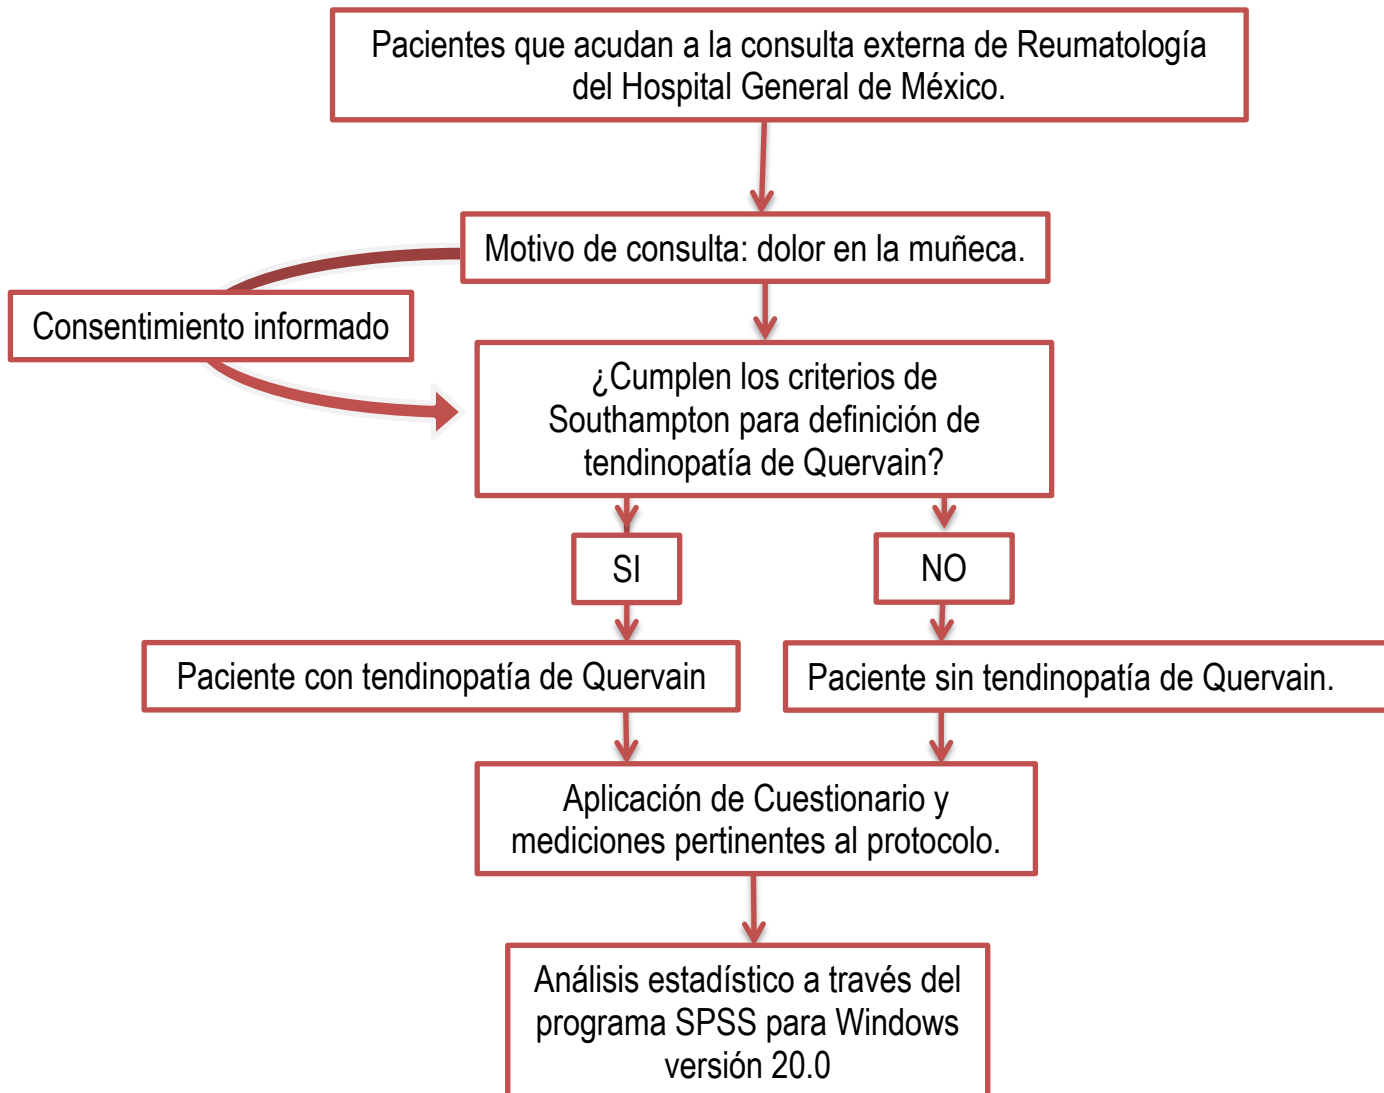 Pacientes que acudan a la consulta externa de Reumatología
del Hospital General de México.
Motivo de consulta: dolor en la muñeca.
Consentimiento informado
¿Cumplen los criterios de
Southampton para definición de
tendinopatía de Quervain?
SI
NO
Paciente con tendinopatía de Quervain
Paciente sin tendinopatía de Quervain.
Aplicación de Cuestionario y
mediciones pertinentes al protocolo.
Análisis estadístico a través del
programa SPSS para Windows
versión 20.0